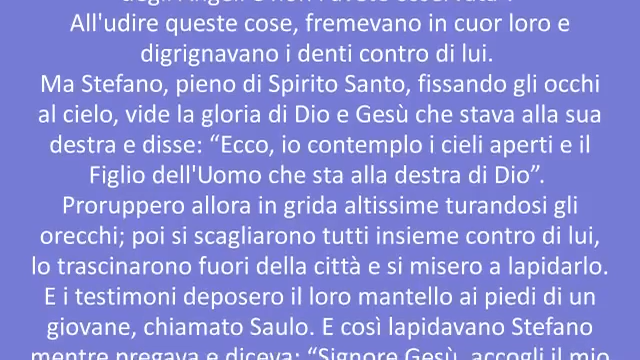 All'udire queste cose, fremevano in cuor loro e
digrignavano i denti contro di lui.
Ma Stefano, pieno di Spirito Santo, fissando gli occhi
al cielo, vide la gloria di Dio e Gesù che stava alla sua
destra e disse: “Ecco, io contemplo i cieli aperti e il
Figlio dell'Uomo che sta alla destra di Dio”.
Proruppero allora in grida altissime turandosi gli
orecchi; poi si scagliarono tutti insieme contro di lui,
lo trascinarono fuori della città e si misero a lapidarlo.
E i testimoni deposero il loro mantello ai piedi di un
giovane, chiamato Saulo. E così lapidavano Stefano
mentre pregava e diceva: “Signore Gesù, accogli il mio